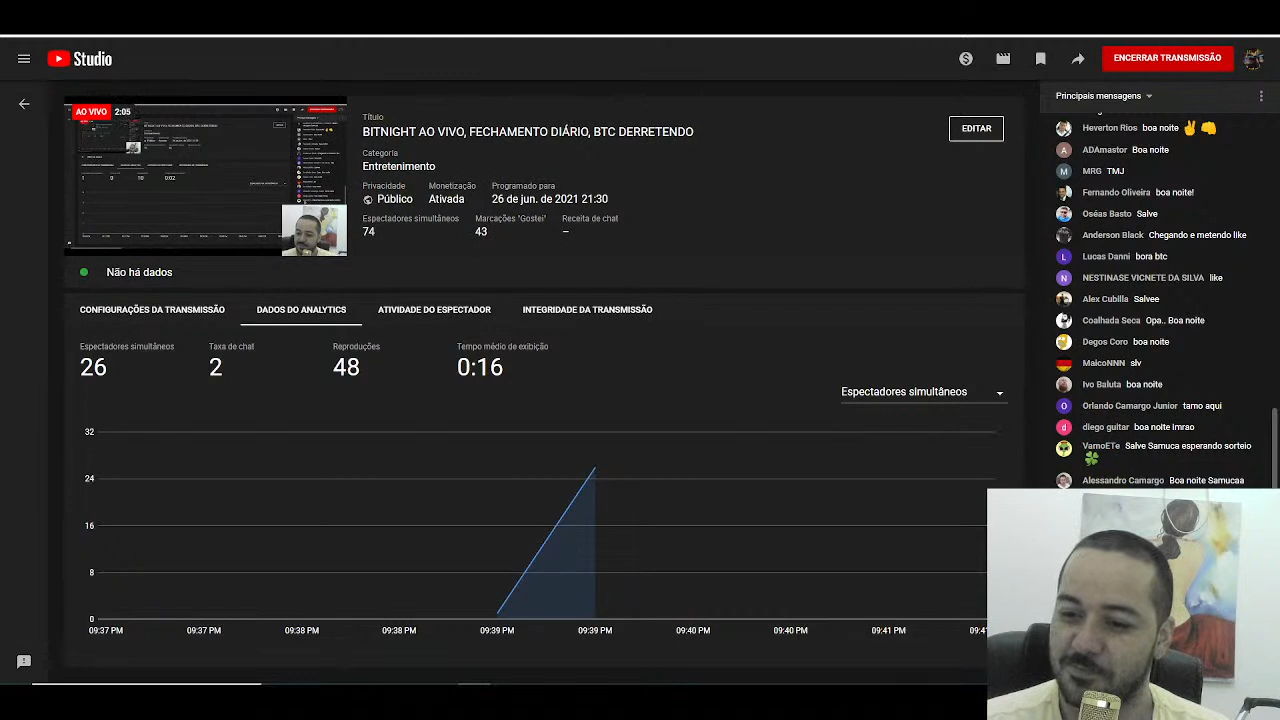 Studio
ENCERRAR TRANSMISSÃO
AO VIVO 2:05
Título
BITNIGHT AO VIVO, FECHAMENTO DIÁRIO, BTC DERRETENDO
EDITAR
Categoria
Entretenimento
Privacidade Monetização Programado para
Público Ativada 26 de jun. de 2021 21:30
Espectadores simultâneos Marcações "Gostei" Receita de chat
74 43 –
Não há dados
CONFIGURAÇÕES DA TRANSMISSÃO DADOS DO ANALYTICS ATIVIDADE DO ESPECTADOR INTEGRIDADE DA TRANSMISSÃO
Espectadores simultâneos Taxa de chat Reproduções Tempo médio de exibição
26 2 48 0:16
Espectadores simultâneos
32
24
16
8
0
09:37 PM 09:37 PM 09:38 PM 09:38 PM 09:39 PM 09:39 PM 09:40 PM 09:40 PM 09:41 PM
Principais mensagens
Heverton Rios boa noite ✌️👊
A ADAmastor Boa noite
M MRG TMJ
Fernando Oliveira boa noite!
Oséas Basto Salve
Anderson Black Chegando e metendo like
L Lucas Danni bora btc
N NESTINASE VICNETE DA SILVA like
Alex Cubilla Salvee
Coalhada Seca Opa.. Boa noite
Degos Coro boa noite
MalcoNNN slv
Ivo Baluta boa noite
O Orlando Camargo Junior tamo aqui
d diego guitar boa noite lmrao
VamoETe Salve Samuca esperando sorteio
🍀
Alessandro Camargo Boa noite Samucaa